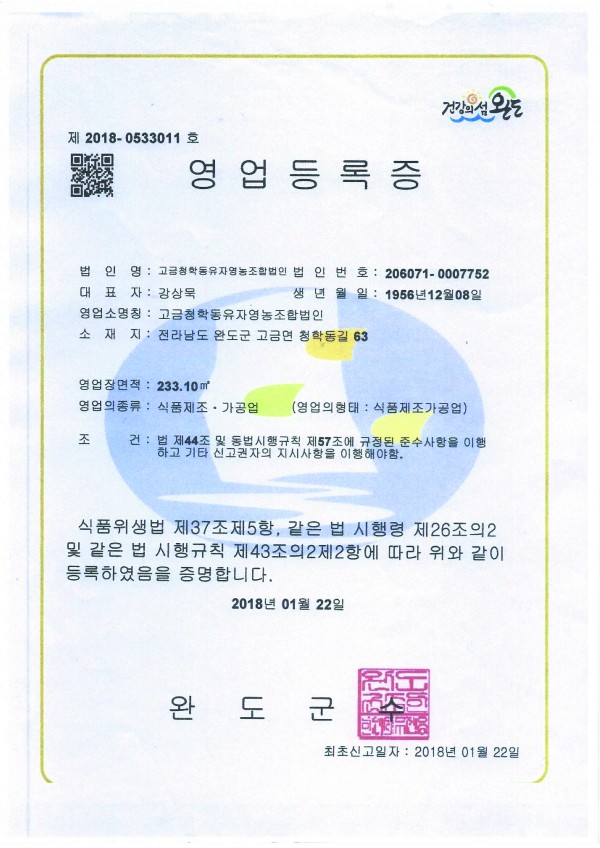 건강의섬 완도
제 2018- 0533011 호
영 업 등 록 증
법 인 명 : 고금청학동유자영농조합법인 법 인 번 호 : 206071- 0007752
대 표 자 : 강상묵 생 년 월 일 : 1956년12월08일
영업소명칭 : 고금청학동유자영농조합법인
소 재 지 : 전라남도 완도군 고금면 청학동길 63
영업장면적 : 233.10㎡
영업의종류 : 식품제조 · 가공업 (영업의형태 : 식품제조가공업)
조 건 : 법 제44조 및 동법시행규칙 제57조에 규정된 준수사항을 이행
하고 기타 신고권자의 지시사항을 이행해야함.
식품위생법 제37조제5항, 같은 법 시행령 제26조의2
및 같은 법 시행규칙 제43조의2제2항에 따라 위와 같이
등록하였음을 증명합니다.
2018년 01월 22일
완 도 군 수
최초신고일자 : 2018년 01월 22일